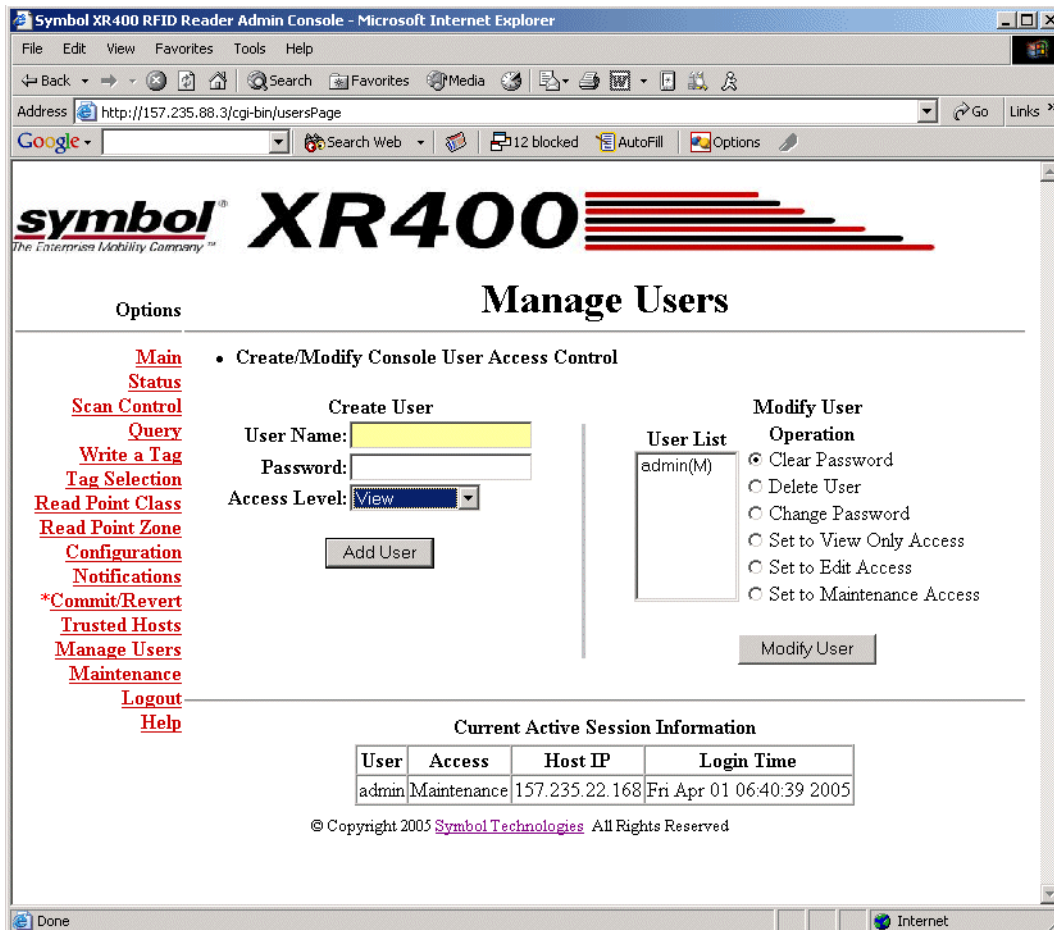 Symbol XR400 RFID Reader Admin Console - Microsoft Internet Explorer
File Edit View Favorites Tools Help
Back Search Favorites Media
Address http://157.235.88.3/cgi-bin/usersPage Go Links »
Google Search Web 12 blocked AutoFill Options
symbol® XR400
The Enterprise Mobility Company ™
Options
Manage Users
Main
Status
Scan Control
Query
Write a Tag
Tag Selection
Read Point Class
Read Point Zone
Configuration
Notifications
*Commit/Revert
Trusted Hosts
Manage Users
Maintenance
Logout
Help
• Create/Modify Console User Access Control
Create User
User Name:
Password:
Access Level: View
Add User
Modify User
User List
admin(M)
Operation
Clear Password
Delete User
Change Password
Set to View Only Access
Set to Edit Access
Set to Maintenance Access
Modify User
Current Active Session Information
User Access Host IP Login Time
admin Maintenance 157.235.22.168 Fri Apr 01 06:40:39 2005
© Copyright 2005 Symbol Technologies All Rights Reserved
Done Internet